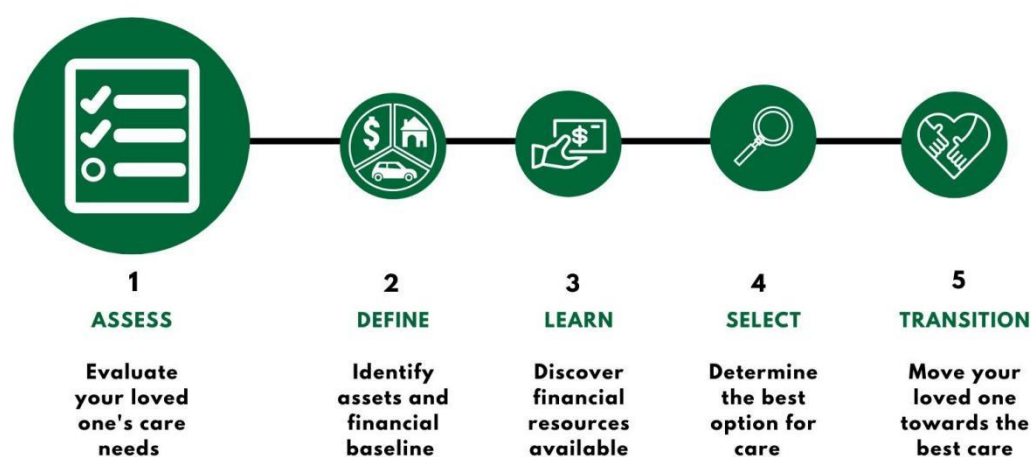 1
ASSESS
Evaluate
your loved
one's care
needs
2
DEFINE
Identify
assets and
financial
baseline
3
LEARN
Discover
financial
resources
available
4
SELECT
Determine
the best
option for
care
5
TRANSITION
Move your
loved one
towards the
best care
$
$